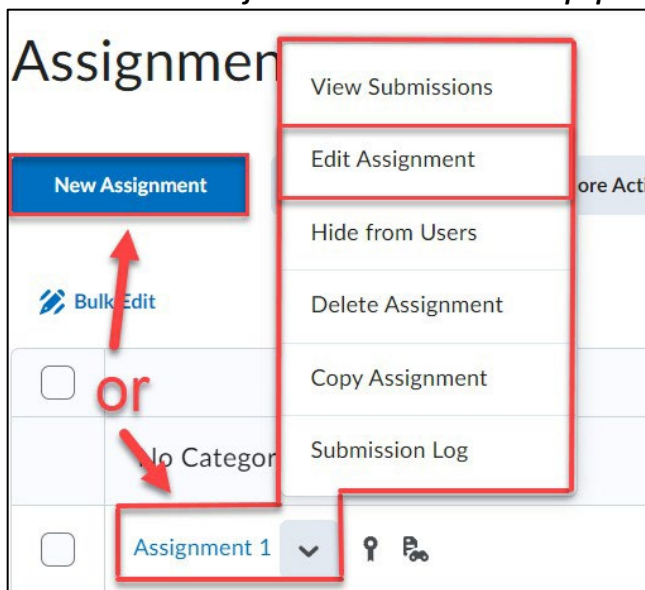 Assignmen
View Submissions
Edit Assignment
New Assignment
ore Acti
Hide from Users
Bulk Edit
Delete Assignment
or
Copy Assignment
No Categor
Submission Log
Assignment 1